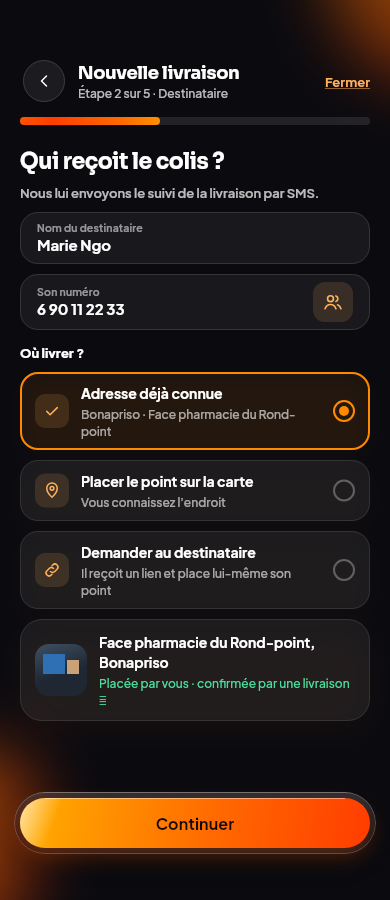 Nouvelle livraison
Étape 2 sur 5 · Destinataire
Fermer
Qui reçoit le colis ?
Nous lui envoyons le suivi de la livraison par SMS.
Nom du destinataire
Marie Ngo
Son numéro
6 90 11 22 33
Où livrer ?
Adresse déjà connue
Bonapriso · Face pharmacie du Rond-
point
Placer le point sur la carte
Vous connaissez l'endroit
Demander au destinataire
Il reçoit un lien et place lui-même son
point
Face pharmacie du Rond-point,
Bonapriso
Placée par vous · confirmée par une livraison
Continuer